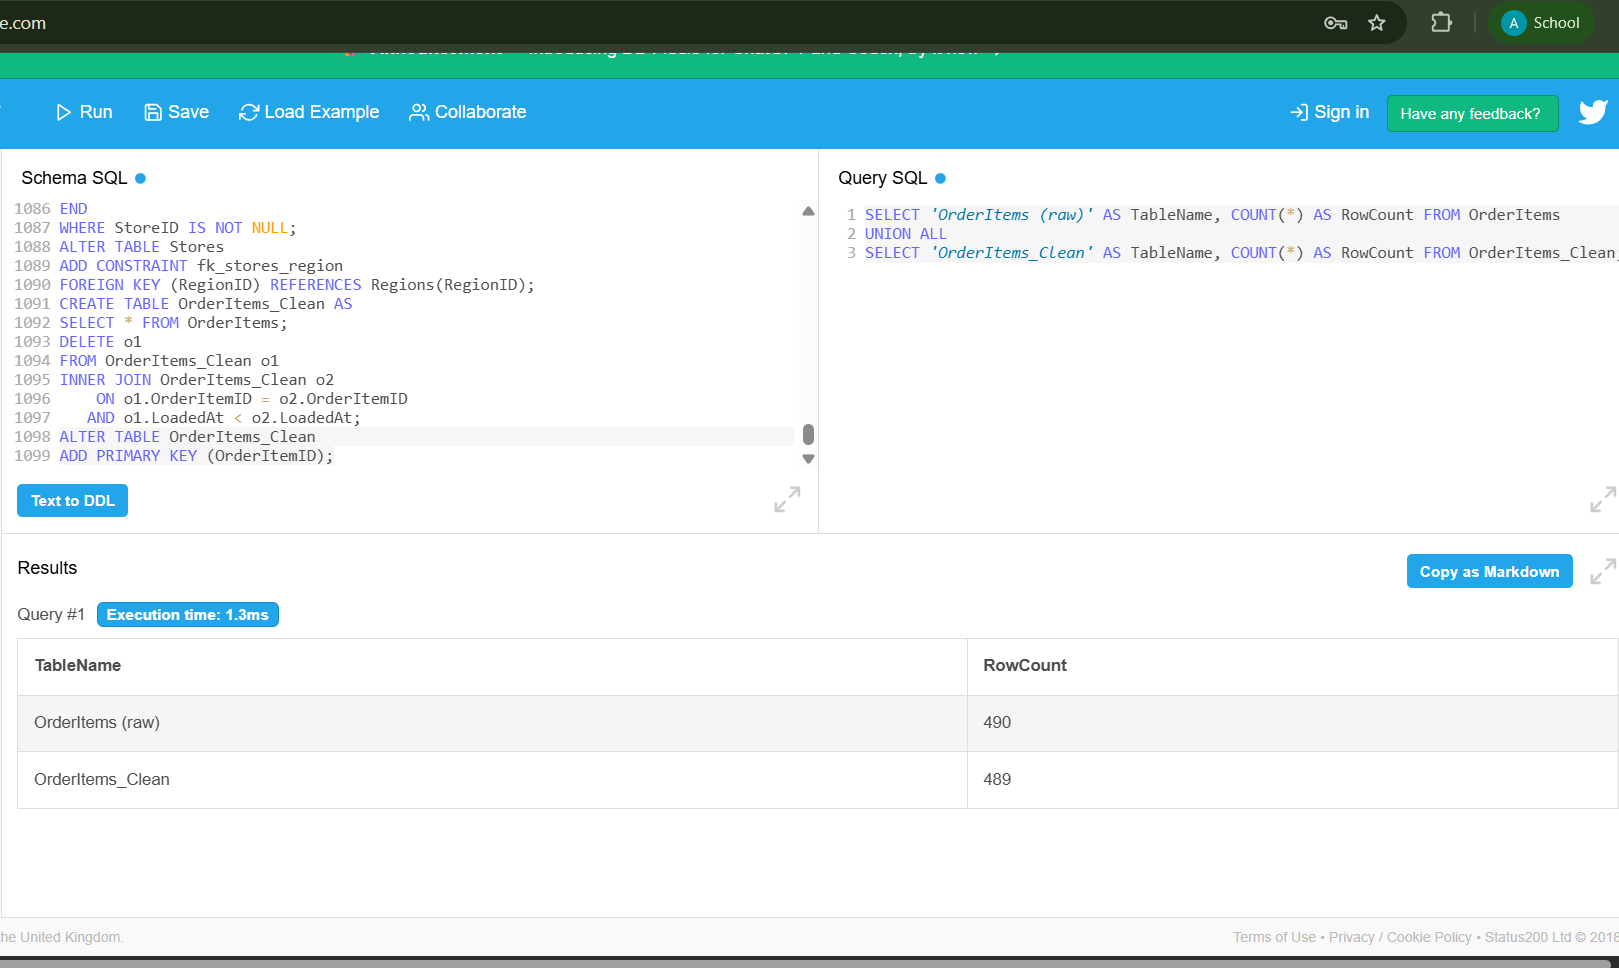 e.com
A School
Run Save Load Example Collaborate Sign in Have any feedback?
Schema SQL
1086 END
1087 WHERE StoreID IS NOT NULL;
1088 ALTER TABLE Stores
1089 ADD CONSTRAINT fk_stores_region
1090 FOREIGN KEY (RegionID) REFERENCES Regions(RegionID);
1091 CREATE TABLE OrderItems_Clean AS
1092 SELECT * FROM OrderItems;
1093 DELETE o1
1094 FROM OrderItems_Clean o1
1095 INNER JOIN OrderItems_Clean o2
1096     ON o1.OrderItemID = o2.OrderItemID
1097    AND o1.LoadedAt < o2.LoadedAt;
1098 ALTER TABLE OrderItems_Clean
1099 ADD PRIMARY KEY (OrderItemID);
Text to DDL
Query SQL
1 SELECT 'OrderItems (raw)' AS TableName, COUNT(*) AS RowCount FROM OrderItems
2 UNION ALL
3 SELECT 'OrderItems_Clean' AS TableName, COUNT(*) AS RowCount FROM OrderItems_Clean
Results
Copy as Markdown
Query #1 Execution time: 1.3ms
TableName RowCount
OrderItems (raw) 490
OrderItems_Clean 489
he United Kingdom.
Terms of Use • Privacy / Cookie Policy • Status200 Ltd © 2018